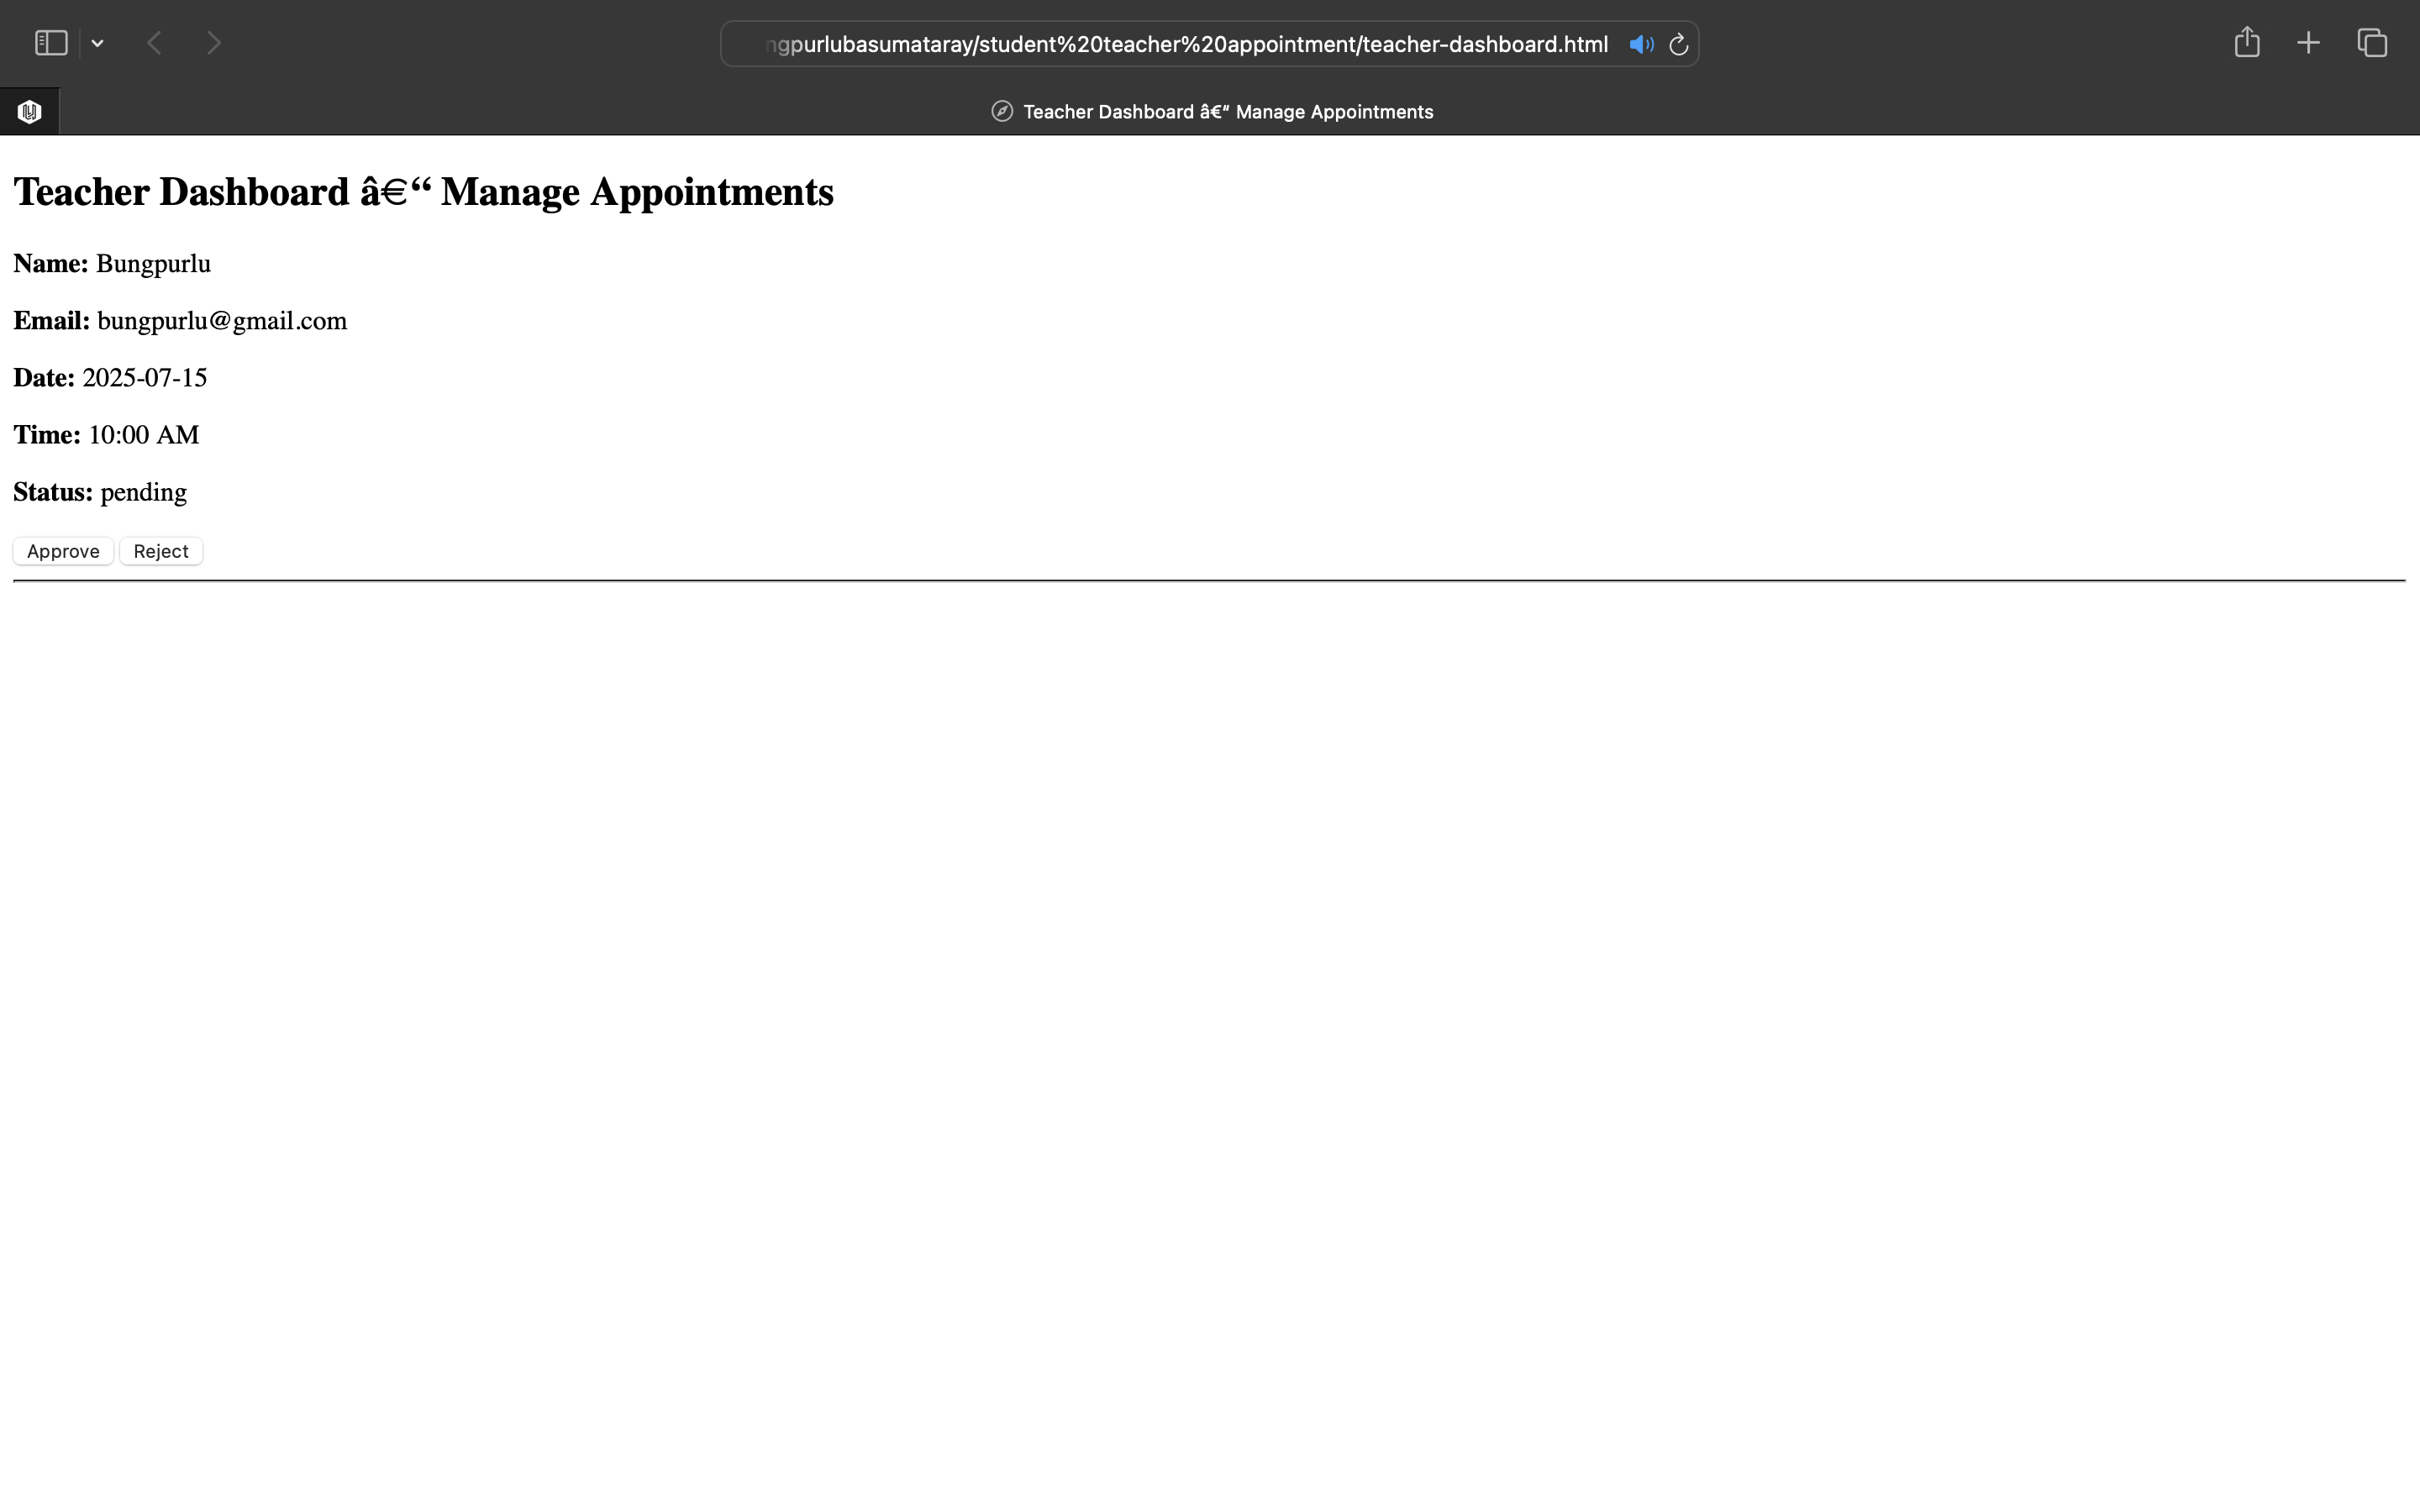 ngpurlubasumataray/student%20teacher%20appointment/teacher-dashboard.html
Teacher Dashboard â€“ Manage Appointments
Teacher Dashboard â€“ Manage Appointments
Name: Bungpurlu
Email: bungpurlu@gmail.com
Date: 2025-07-15
Time: 10:00 AM
Status: pending
Approve Reject